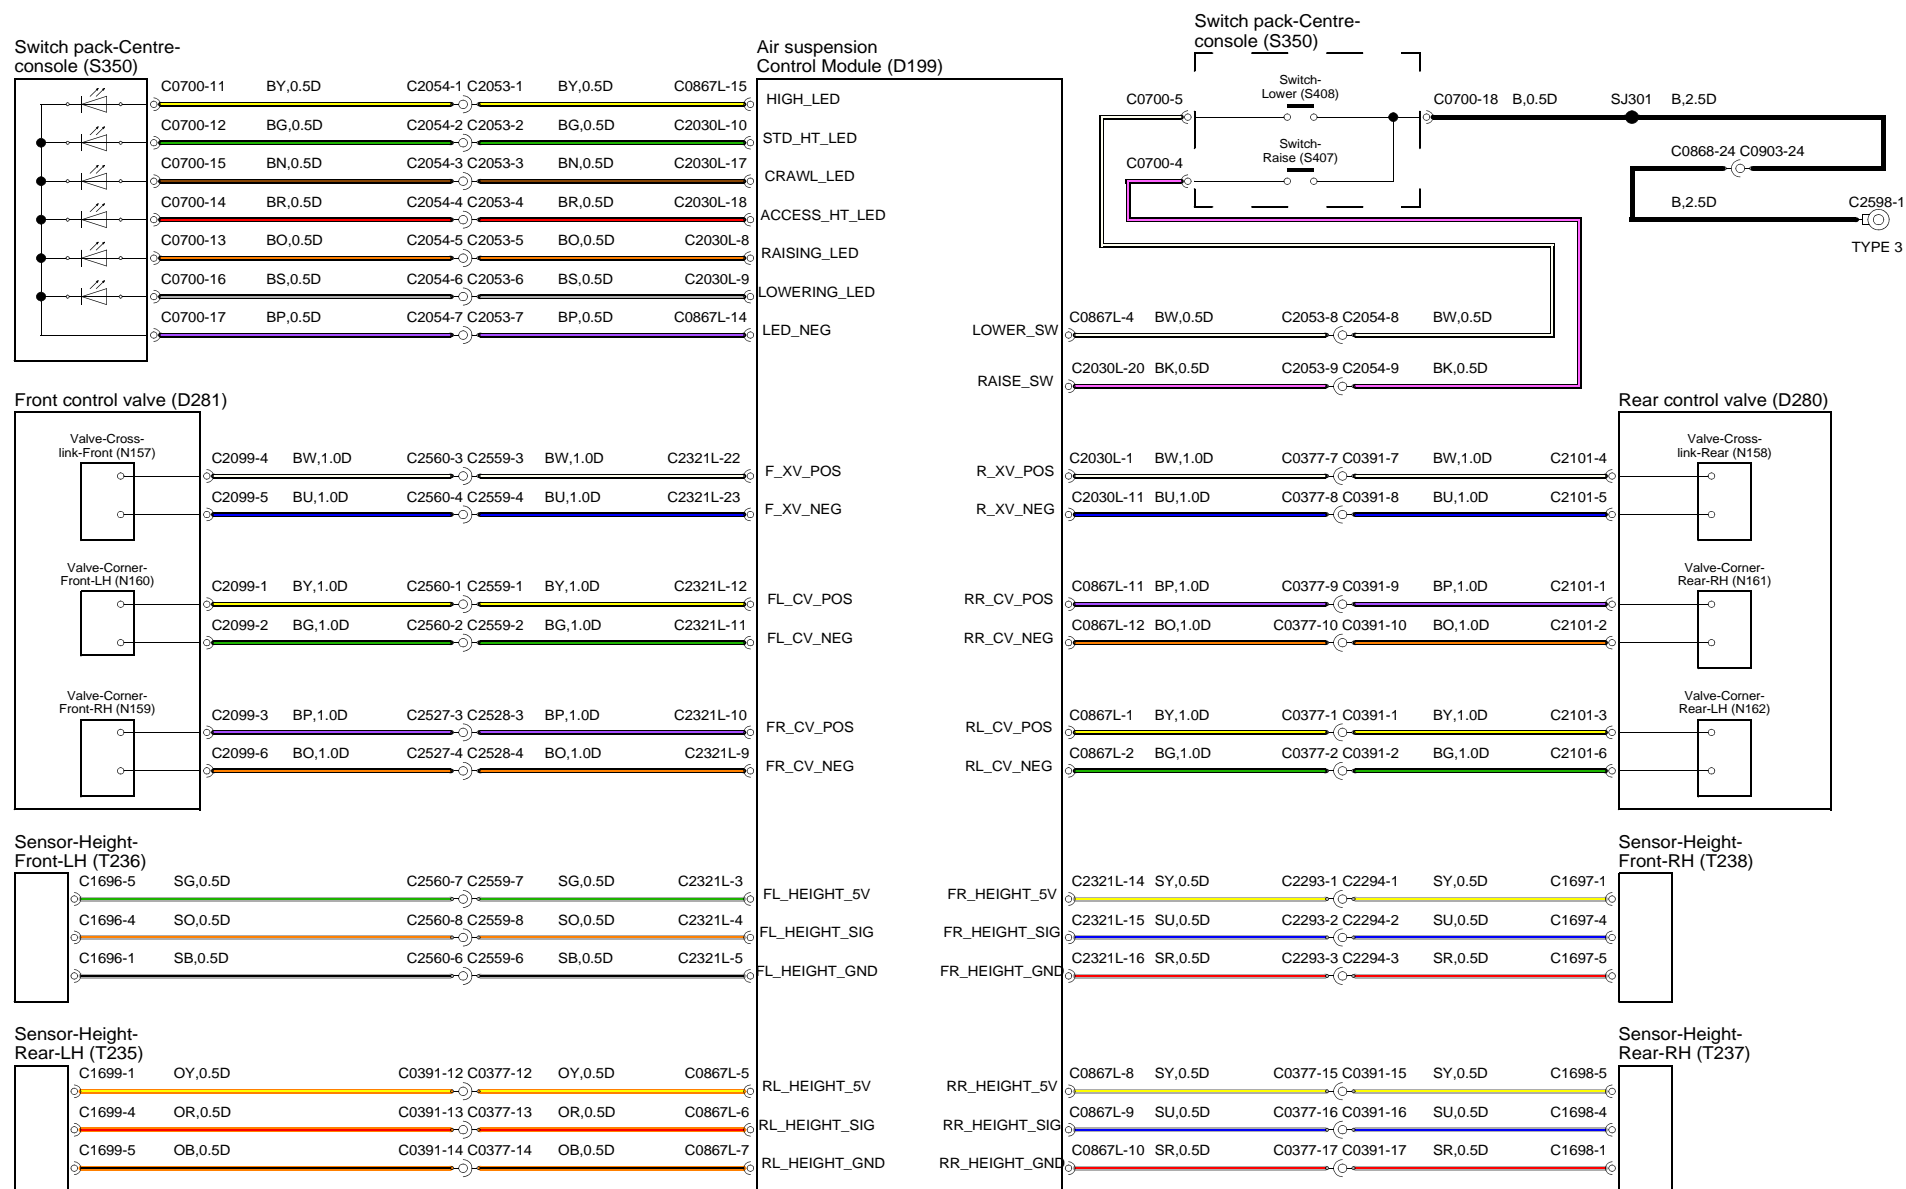 Switch pack-Centre-
console (S350)
Air suspension
Control Module (D199)
Switch pack-Centre-
console (S350)
C0700-11 BY,0.5D C2054-1 C2053-1 BY,0.5D C0867L-15 HIGH_LED
C0700-12 BG,0.5D C2054-2 C2053-2 BG,0.5D C2030L-10 STD_HT_LED
C0700-15 BN,0.5D C2054-3 C2053-3 BN,0.5D C2030L-17 CRAWL_LED
C0700-14 BR,0.5D C2054-4 C2053-4 BR,0.5D C2030L-18 ACCESS_HT_LED
C0700-13 BO,0.5D C2054-5 C2053-5 BO,0.5D C2030L-8 RAISING_LED
C0700-16 BS,0.5D C2054-6 C2053-6 BS,0.5D C2030L-9 LOWERING_LED
C0700-17 BP,0.5D C2054-7 C2053-7 BP,0.5D C0867L-14 LED_NEG
Switch-
Lower (S408)
C0700-5 C0700-18 B,0.5D SJ301 B,2.5D
Switch-
Raise (S407)
C0700-4 C0868-24 C0903-24
B,2.5D C2598-1
TYPE 3
LOWER_SW C0867L-4 BW,0.5D C2053-8 C2054-8 BW,0.5D
RAISE_SW C2030L-20 BK,0.5D C2053-9 C2054-9 BK,0.5D
Front control valve (D281)
Valve-Cross-
link-Front (N157)
C2099-4 BW,1.0D C2560-3 C2559-3 BW,1.0D C2321L-22 F_XV_POS
C2099-5 BU,1.0D C2560-4 C2559-4 BU,1.0D C2321L-23 F_XV_NEG
Valve-Corner-
Front-LH (N160)
C2099-1 BY,1.0D C2560-1 C2559-1 BY,1.0D C2321L-12 FL_CV_POS
C2099-2 BG,1.0D C2560-2 C2559-2 BG,1.0D C2321L-11 FL_CV_NEG
Valve-Corner-
Front-RH (N159)
C2099-3 BP,1.0D C2527-3 C2528-3 BP,1.0D C2321L-10 FR_CV_POS
C2099-6 BO,1.0D C2527-4 C2528-4 BO,1.0D C2321L-9 FR_CV_NEG
Rear control valve (D280)
Valve-Cross-
link-Rear (N158)
R_XV_POS C2030L-1 BW,1.0D C0377-7 C0391-7 BW,1.0D C2101-4
R_XV_NEG C2030L-11 BU,1.0D C0377-8 C0391-8 BU,1.0D C2101-5
Valve-Corner-
Rear-RH (N161)
RR_CV_POS C0867L-11 BP,1.0D C0377-9 C0391-9 BP,1.0D C2101-1
RR_CV_NEG C0867L-12 BO,1.0D C0377-10 C0391-10 BO,1.0D C2101-2
Valve-Corner-
Rear-LH (N162)
RL_CV_POS C0867L-1 BY,1.0D C0377-1 C0391-1 BY,1.0D C2101-3
RL_CV_NEG C0867L-2 BG,1.0D C0377-2 C0391-2 BG,1.0D C2101-6
Sensor-Height-
Front-LH (T236)
C1696-5 SG,0.5D C2560-7 C2559-7 SG,0.5D C2321L-3 FL_HEIGHT_5V
C1696-4 SO,0.5D C2560-8 C2559-8 SO,0.5D C2321L-4 FL_HEIGHT_SIG
C1696-1 SB,0.5D C2560-6 C2559-6 SB,0.5D C2321L-5 FL_HEIGHT_GND
Sensor-Height-
Front-RH (T238)
FR_HEIGHT_5V C2321L-14 SY,0.5D C2293-1 C2294-1 SY,0.5D C1697-1
FR_HEIGHT_SIG C2321L-15 SU,0.5D C2293-2 C2294-2 SU,0.5D C1697-4
FR_HEIGHT_GND C2321L-16 SR,0.5D C2293-3 C2294-3 SR,0.5D C1697-5
Sensor-Height-
Rear-LH (T235)
C1699-1 OY,0.5D C0391-12 C0377-12 OY,0.5D C0867L-5 RL_HEIGHT_5V
C1699-4 OR,0.5D C0391-13 C0377-13 OR,0.5D C0867L-6 RL_HEIGHT_SIG
C1699-5 OB,0.5D C0391-14 C0377-14 OB,0.5D C0867L-7 RL_HEIGHT_GND
Sensor-Height-
Rear-RH (T237)
RR_HEIGHT_5V C0867L-8 SY,0.5D C0377-15 C0391-15 SY,0.5D C1698-5
RR_HEIGHT_SIG C0867L-9 SU,0.5D C0377-16 C0391-16 SU,0.5D C1698-4
RR_HEIGHT_GND C0867L-10 SR,0.5D C0377-17 C0391-17 SR,0.5D C1698-1